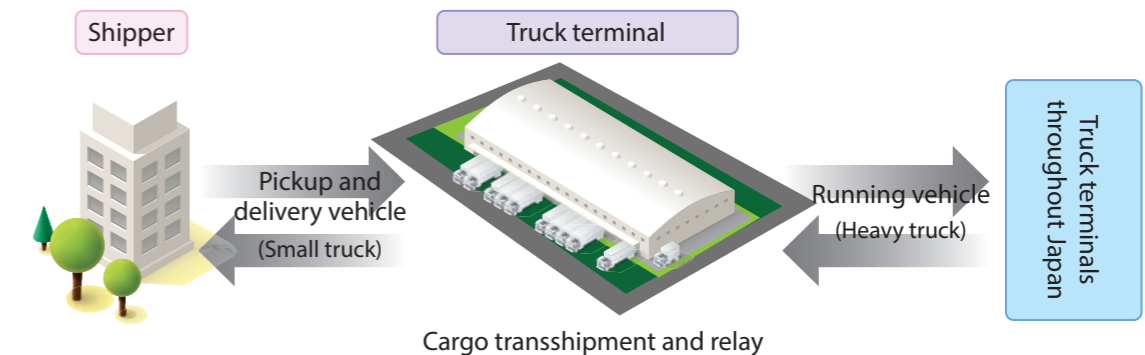 Shipper
Truck terminal
Pickup and
delivery vehicle
(Small truck)
Running vehicle
(Heavy truck)
Truck terminals
throughout Japan
Cargo transshipment and relay